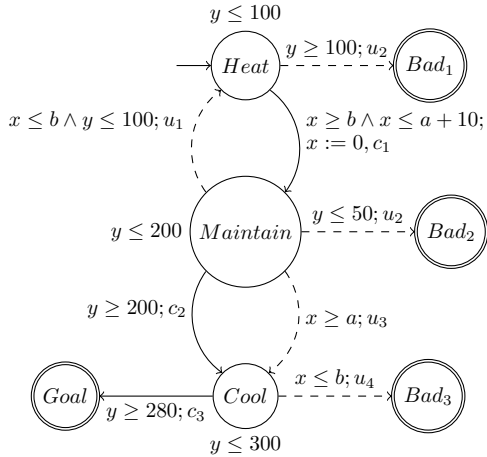 y ≤ 100
Heat
y ≥ 100; u₂
Bad₁
x ≤ b ∧ y ≤ 100; u₁
x ≥ b ∧ x ≤ a + 10;
x := 0, c₁
y ≤ 200
Maintain
y ≤ 50; u₂
Bad₂
y ≥ 200; c₂
x ≥ a; u₃
Goal
y ≥ 280; c₃
Cool
x ≤ b; u₄
Bad₃
y ≤ 300